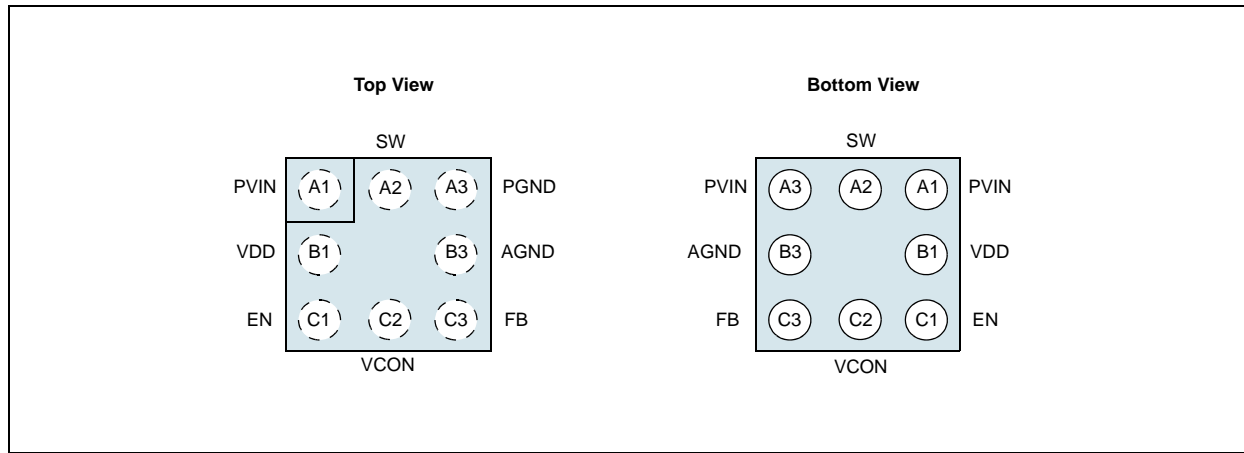 Top View Bottom View
SW SW
PVIN A1 A2 A3 PGND PVIN A3 A2 A1 PVIN
VDD B1 B3 AGND AGND B3 B1 VDD
EN C1 C2 C3 FB FB C3 C2 C1 EN
VCON VCON